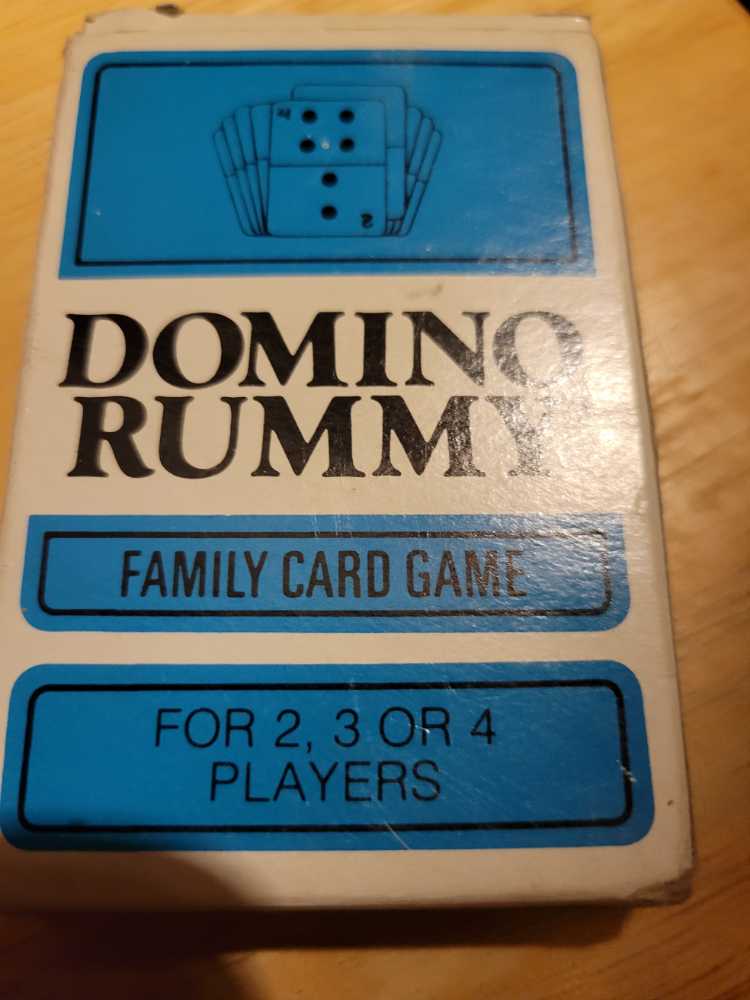 DOMINO
RUMMY
FAMILY CARD GAME
FOR 2, 3 OR 4
PLAYERS